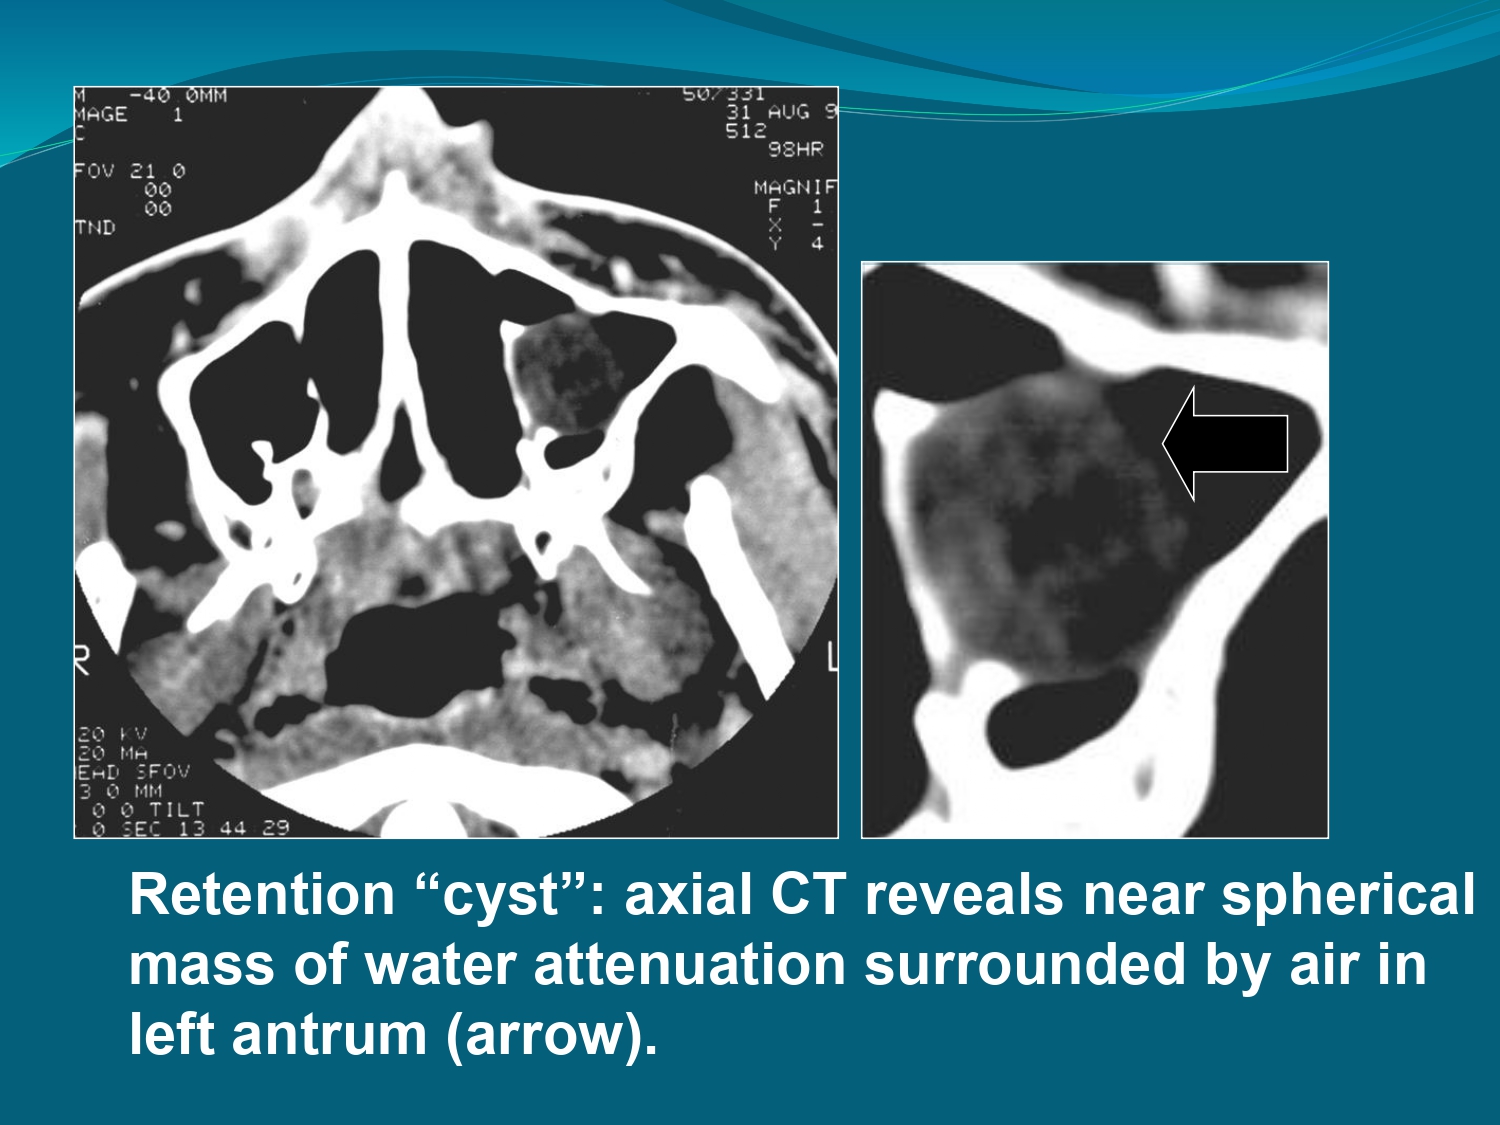 M -40.0MM
MAGE 1
C
FOV 21.0
00
00
TND
507331
31 AUG 9
512
98HR
MAGNIF
F 1
X -
Y 4
R
L
20 KV
20 MA
EAD SFOV
3 0 MM
0 0 TILT
0 SEC 13 44 29
Retention “cyst”: axial CT reveals near spherical
mass of water attenuation surrounded by air in
left antrum (arrow).